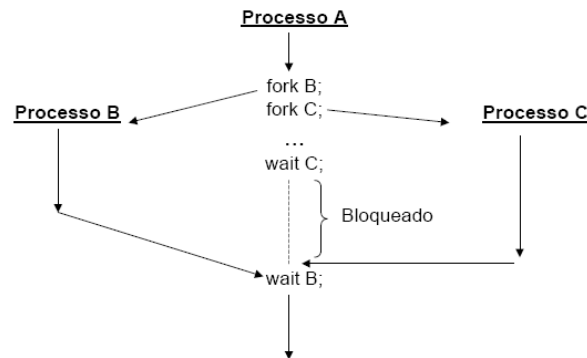 Processo A
fork B;
fork C;
Processo B
Processo C
...
wait C;
Bloqueado
wait B;